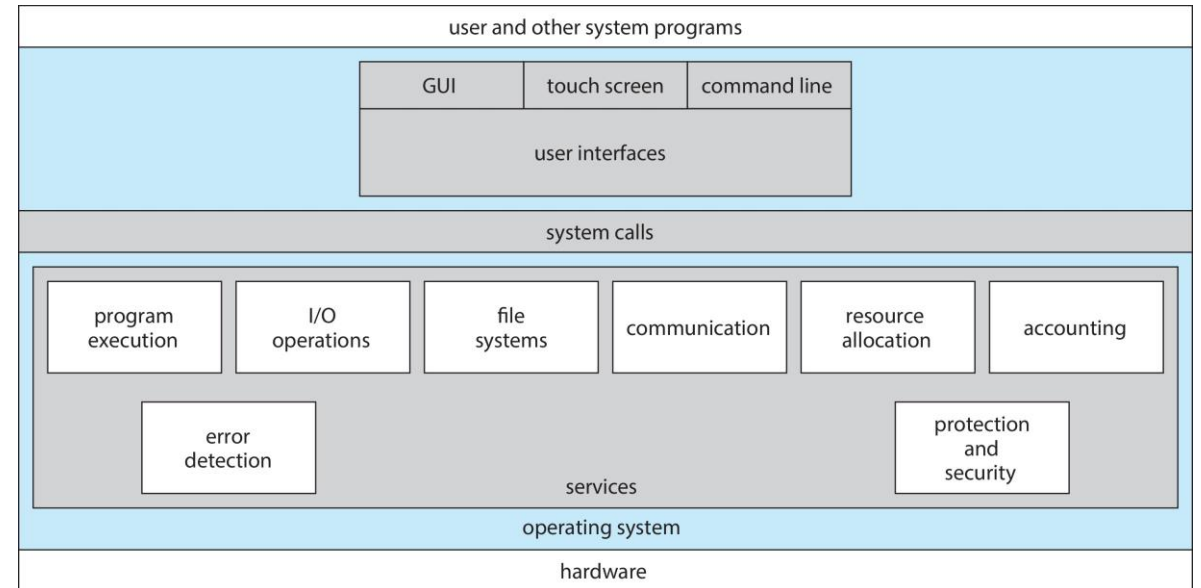 user and other system programs
GUI
touch screen
command line
user interfaces
system calls
program
execution
I/O
operations
file
systems
communication
resource
allocation
accounting
error
detection
protection
and
security
services
operating system
hardware